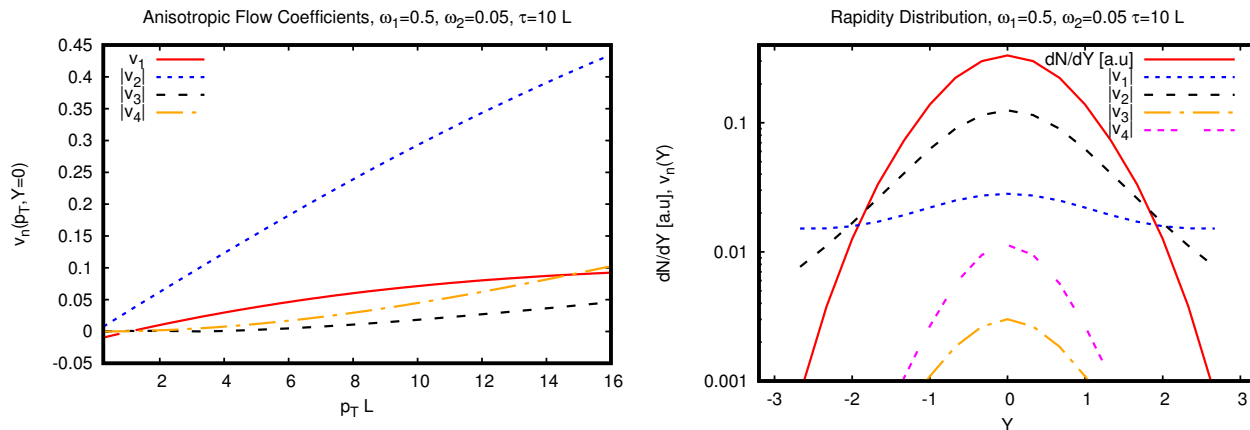 Anisotropic Flow Coefficients, ω₁=0.5, ω₂=0.05, τ=10 L
v₁
|v₂|
|v₃|
|v₄|
0.45
0.4
0.35
0.3
0.25
0.2
0.15
0.1
0.05
0
-0.05
vₙ(p_T,Y=0)
2 4 6 8 10 12 14 16
p_T L
Rapidity Distribution, ω₁=0.5, ω₂=0.05 τ=10 L
dN/dY [a.u]
|v₁|
|v₂|
|v₃|
|v₄|
0.1
0.01
0.001
dN/dY [a.u], vₙ(Y)
-3 -2 -1 0 1 2 3
Y